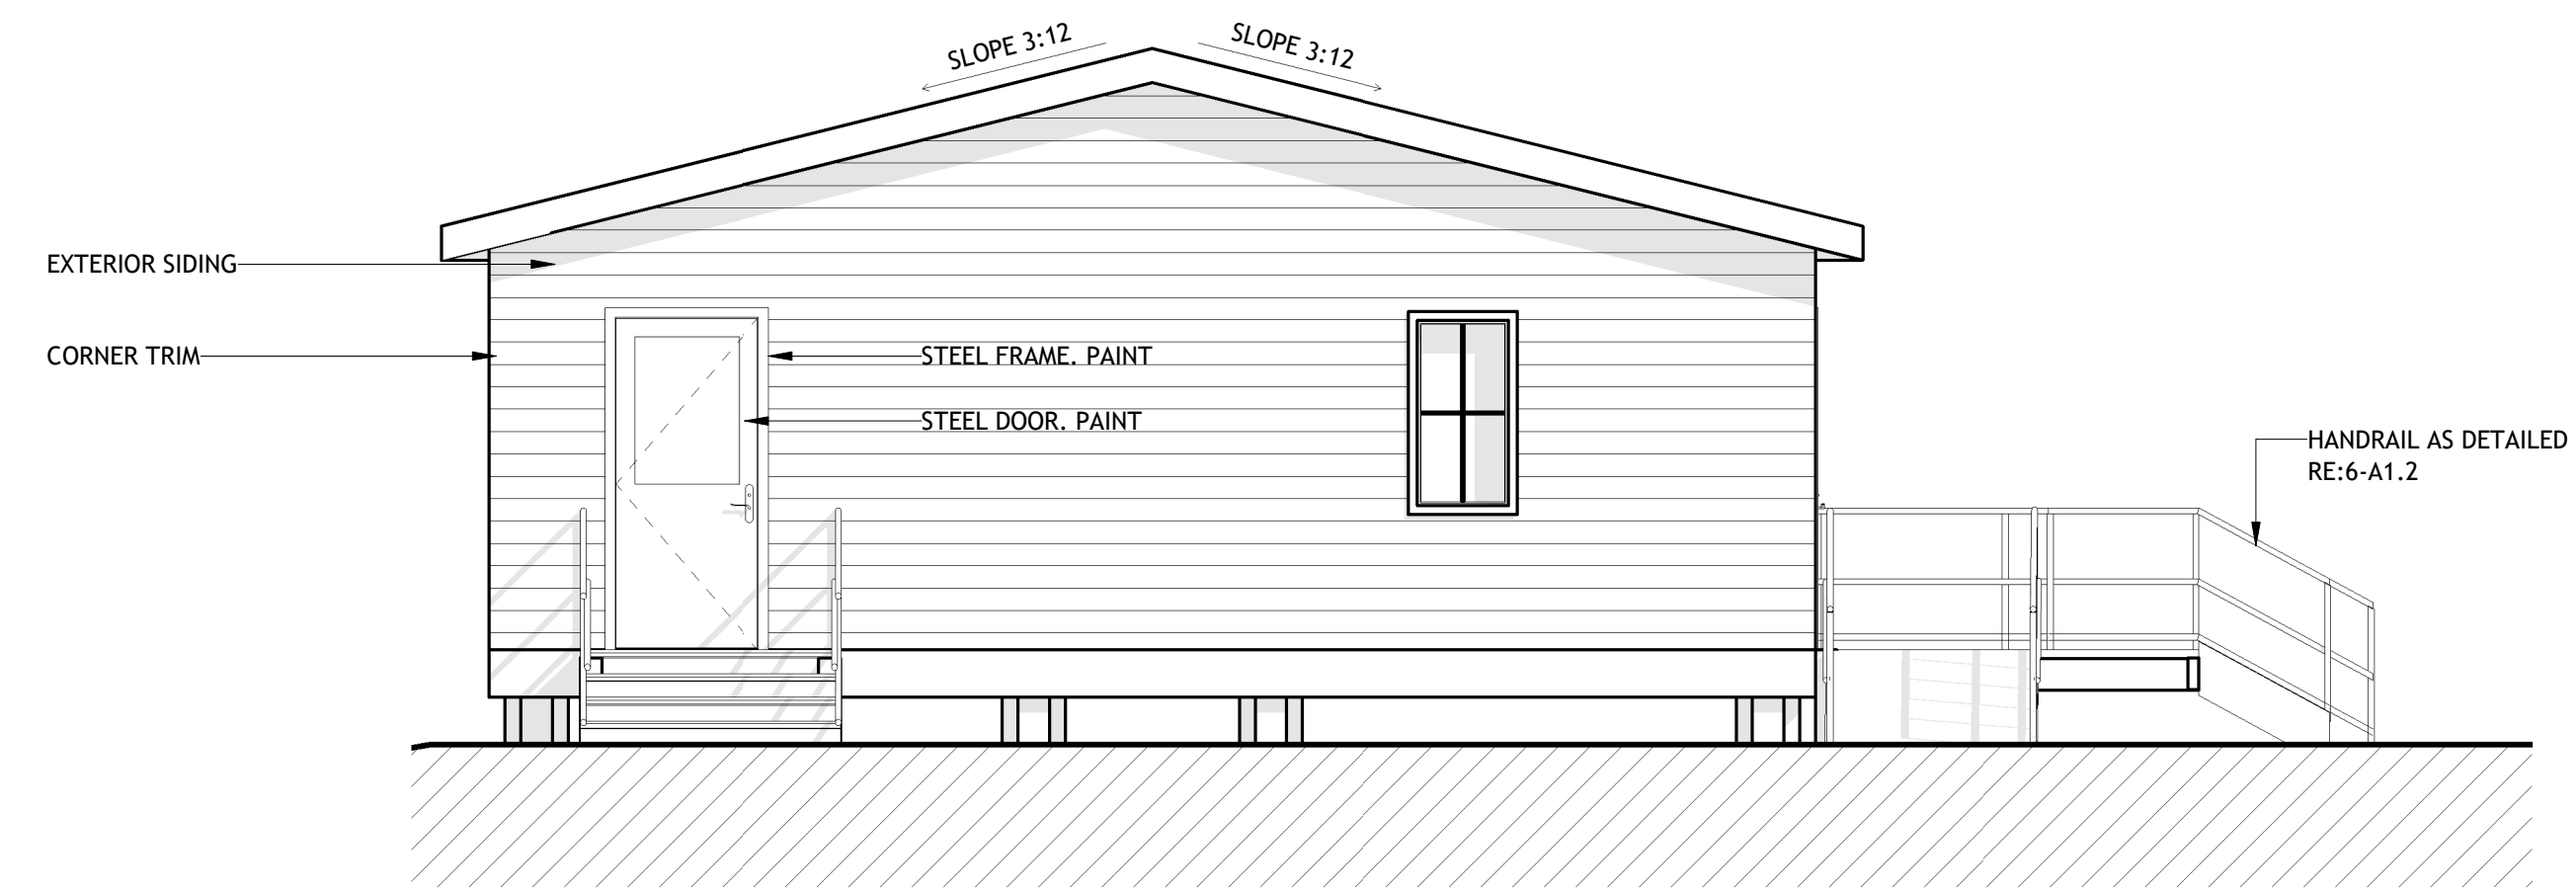 SLOPE 3:12
SLOPE 3:12
EXTERIOR SIDING
CORNER TRIM
STEEL FRAME. PAINT
STEEL DOOR. PAINT
HANDRAIL AS DETAILED
RE:6-A1.2